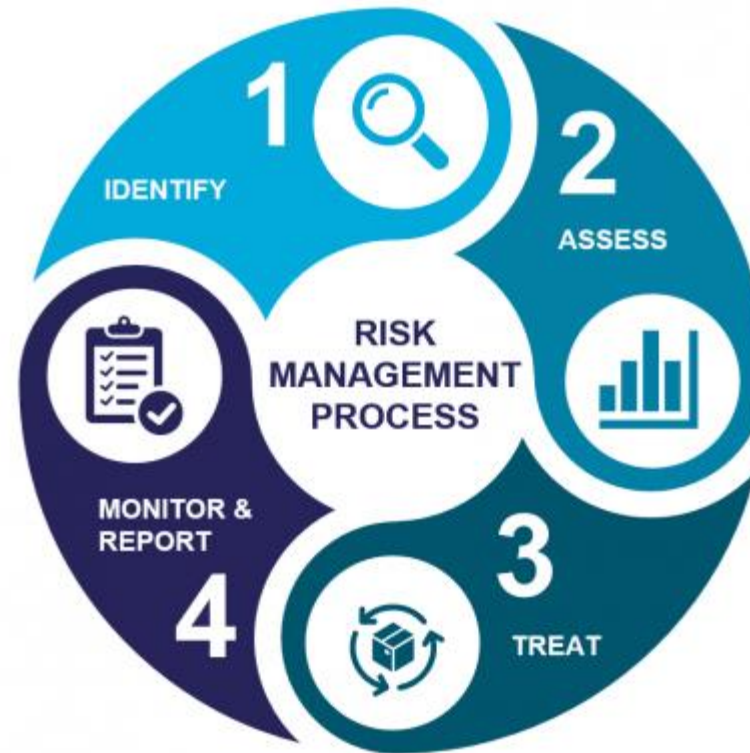 1
IDENTIFY
2
ASSESS
RISK
MANAGEMENT
PROCESS
3
TREAT
MONITOR &
REPORT
4